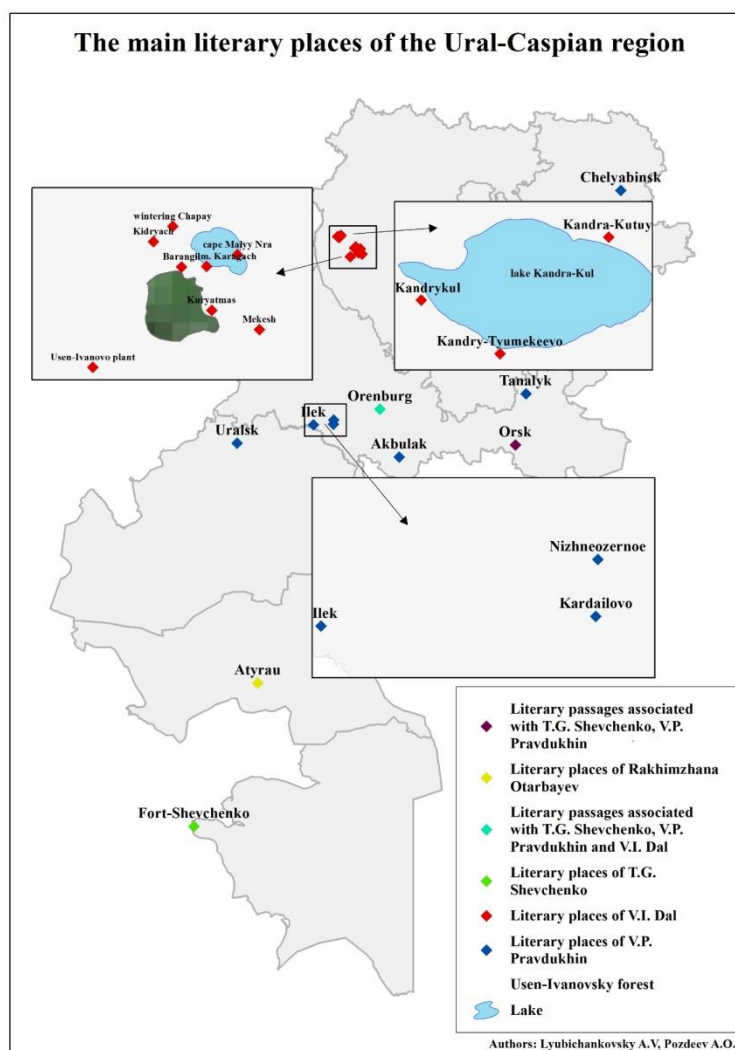 The main literary places of the Ural-Caspian region
Chelyabinsk
wintering Chapay
Kidryach
cape Malyy Nra
Barangilm. Karagach
Kuryatmas
Mekesh
Usen-Ivanovo plant
Kandra-Kutuy
lake Kandra-Kul
Kandrykul
Kandry-Tyumekeevo
Tanalyk
Orenburg
Ilek
Uralsk
Akbulak
Orsk
Nizhneozernoe
Kardailovo
Ilek
Atyrau
Fort-Shevchenko
Literary passages associated
with T.G. Shevchenko, V.P.
Pravdukhin
Literary places of Rakhimzhana
Otarbayev
Literary passages associated
with T.G. Shevchenko, V.P.
Pravdukhin and V.I. Dal
Literary places of T.G.
Shevchenko
Literary places of V.I. Dal
Literary places of V.P.
Pravdukhin
Usen-Ivanovsky forest
Lake
Authors: Lyubichankovsky A.V, Pozdeev A.O.